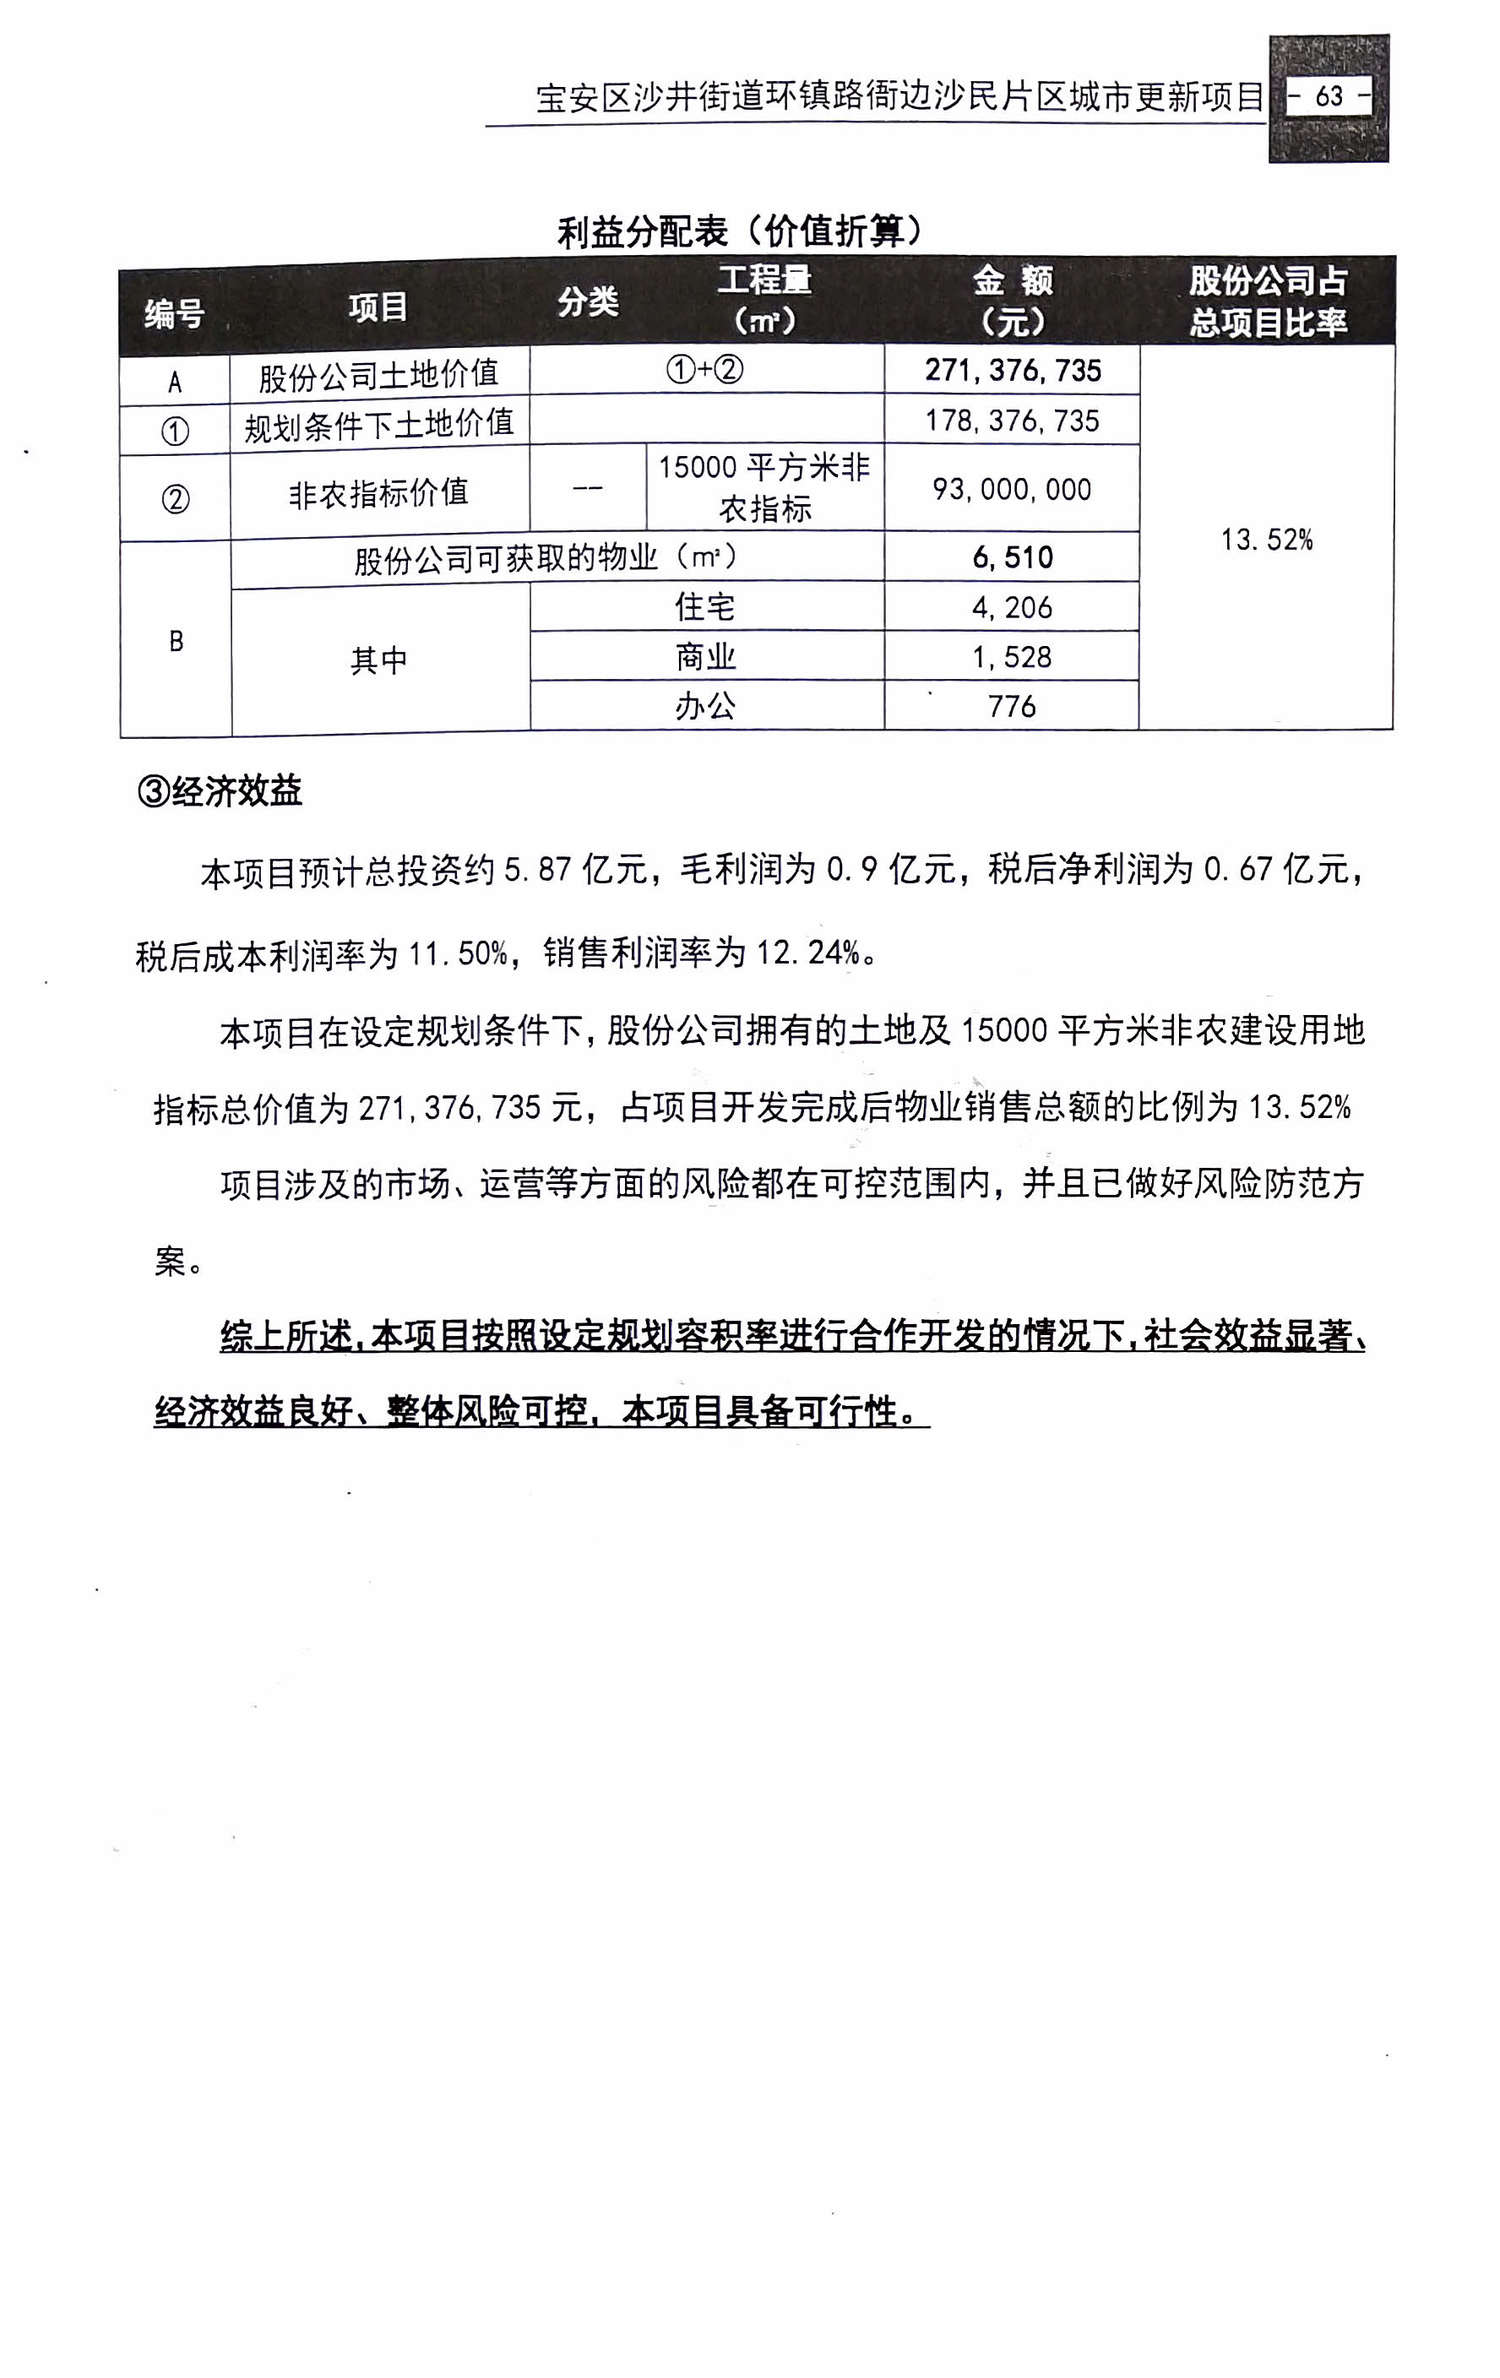 宝安区沙井街道环镇路衙边沙民片区城市更新项目 - 63 -
利益分配表（价值折算）
编号 项目 分类 工程量（㎡） 金 额（元） 股份公司占总项目比率
A 股份公司土地价值 ①+② 271,376,735
① 规划条件下土地价值 178,376,735
② 非农指标价值 -- 15000 平方米非农指标 93,000,000
13.52%
B 股份公司可获取的物业（㎡） 6,510
其中 住宅 4,206
商业 1,528
办公 776
③经济效益
本项目预计总投资约 5.87 亿元，毛利润为 0.9 亿元，税后净利润为 0.67 亿元，
税后成本利润率为 11.50%，销售利润率为 12.24%。
本项目在设定规划条件下，股份公司拥有的土地及 15000 平方米非农建设用地
指标总价值为 271,376,735 元，占项目开发完成后物业销售总额的比例为 13.52%
项目涉及的市场、运营等方面的风险都在可控范围内，并且已做好风险防范方
案。
综上所述，本项目按照设定规划容积率进行合作开发的情况下，社会效益显著、
经济效益良好、整体风险可控，本项目具备可行性。